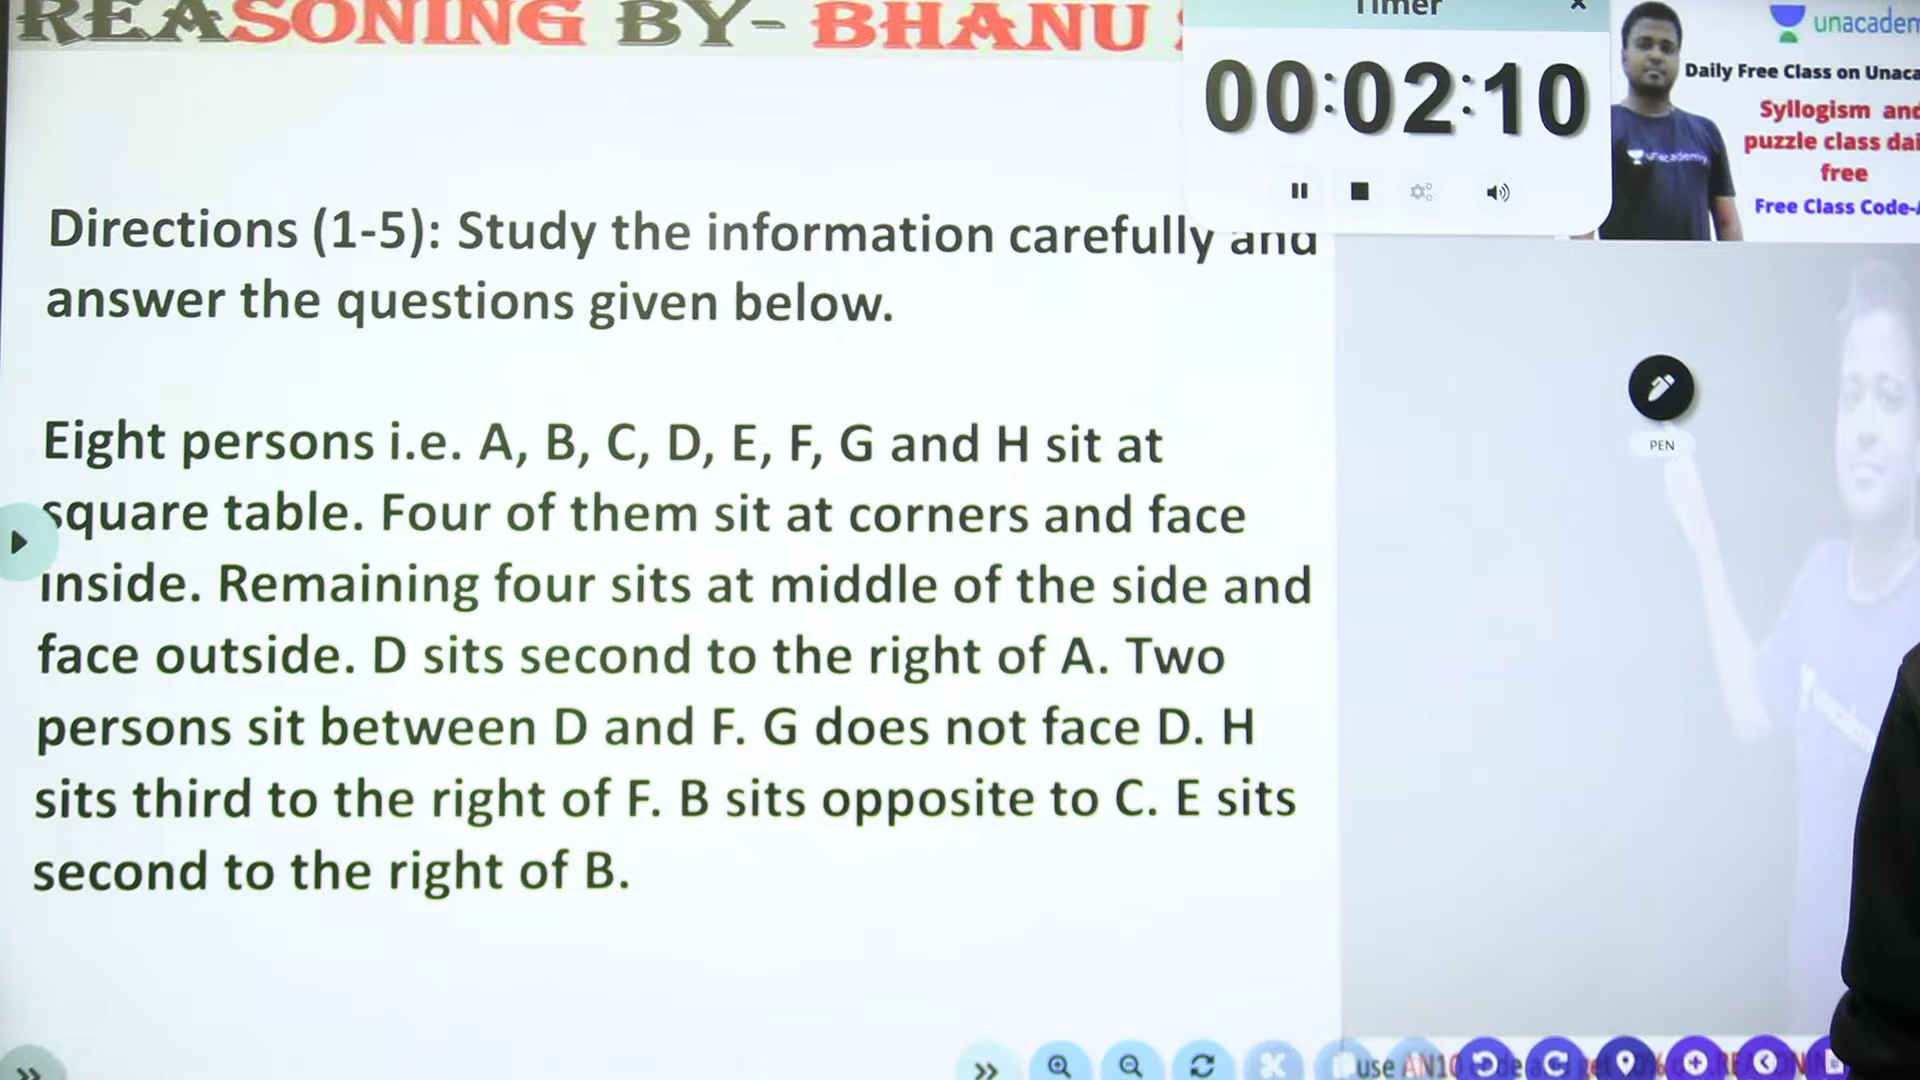 REASONING BY- BHANU
Timer
00:02:10
unacadem
Daily Free Class on Unaca
Syllogism and
puzzle class dai
free
Free Class Code-
unacademy
Directions (1-5): Study the information carefully and
answer the questions given below.
Eight persons i.e. A, B, C, D, E, F, G and H sit at
square table. Four of them sit at corners and face
inside. Remaining four sits at middle of the side and
face outside. D sits second to the right of A. Two
persons sit between D and F. G does not face D. H
sits third to the right of F. B sits opposite to C. E sits
second to the right of B.
PEN
use AN10